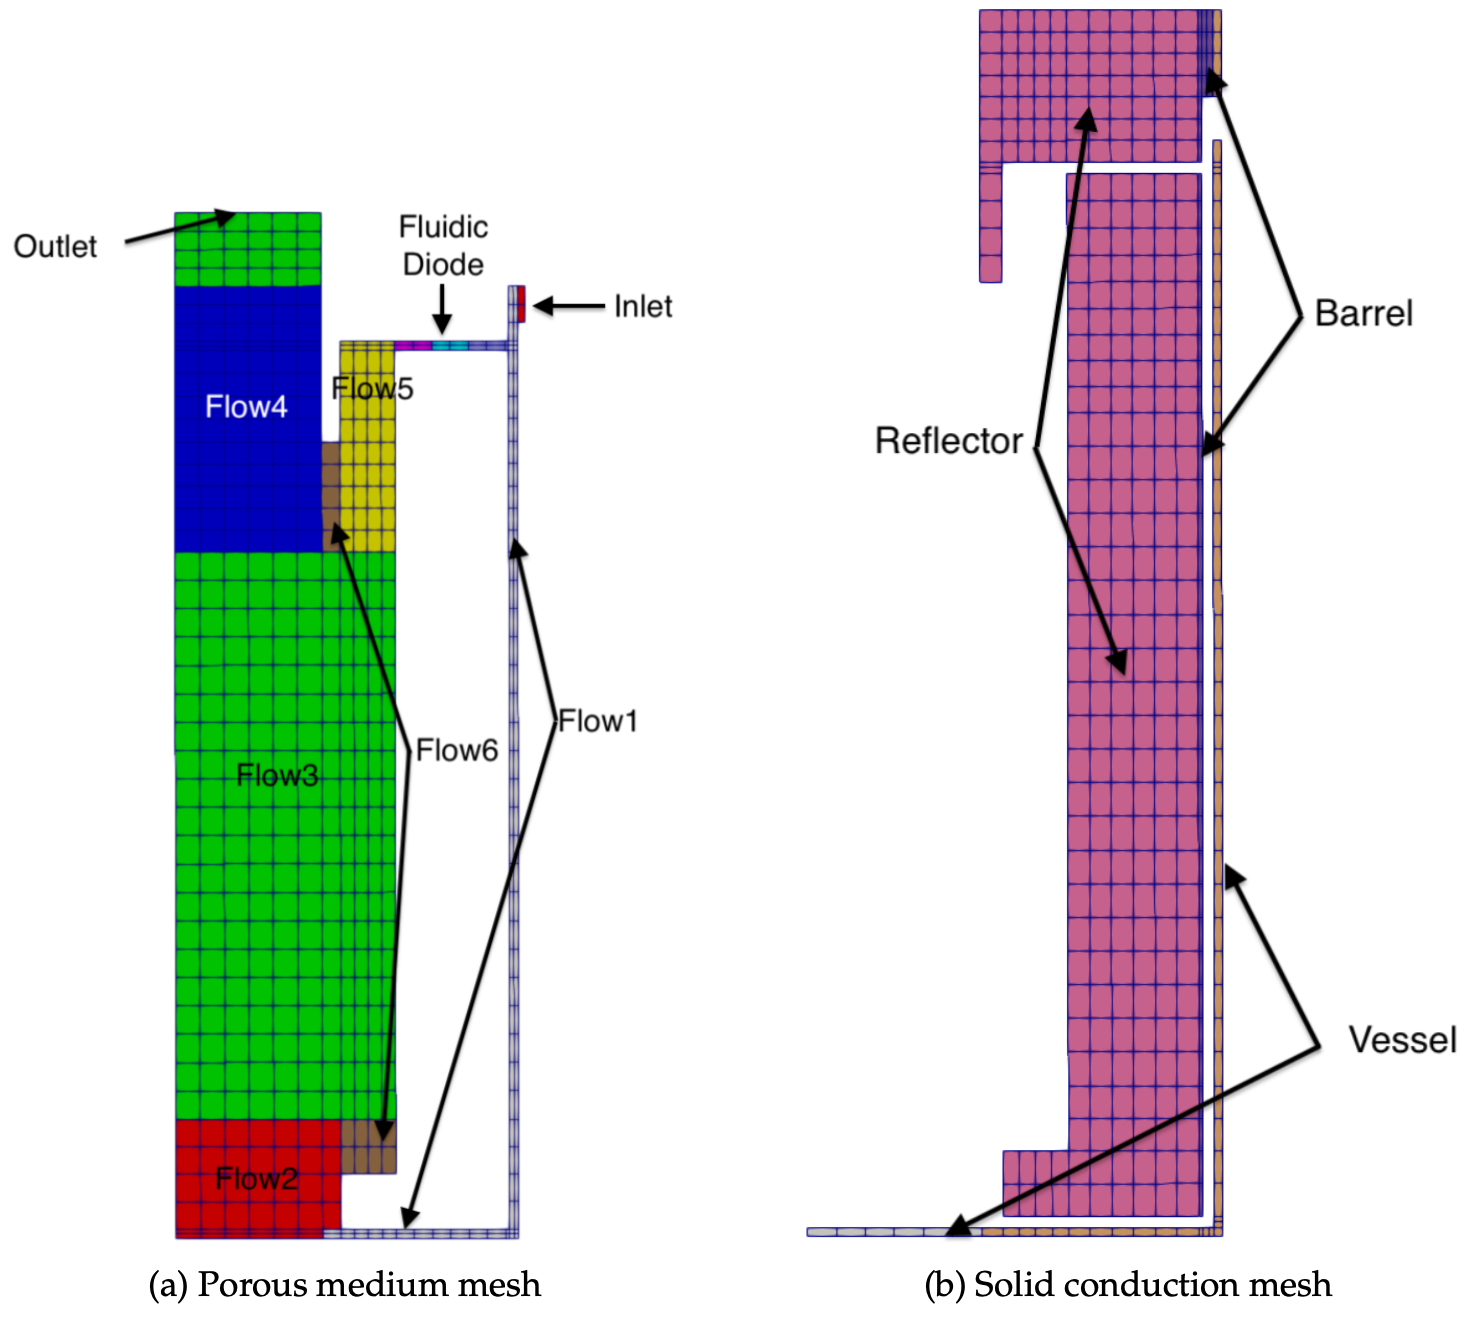 Outlet
Fluidic
Diode
Inlet
Flow5
Flow4
Flow1
Flow6
Flow3
Flow2
(a) Porous medium mesh
Barrel
Reflector
Vessel
(b) Solid conduction mesh